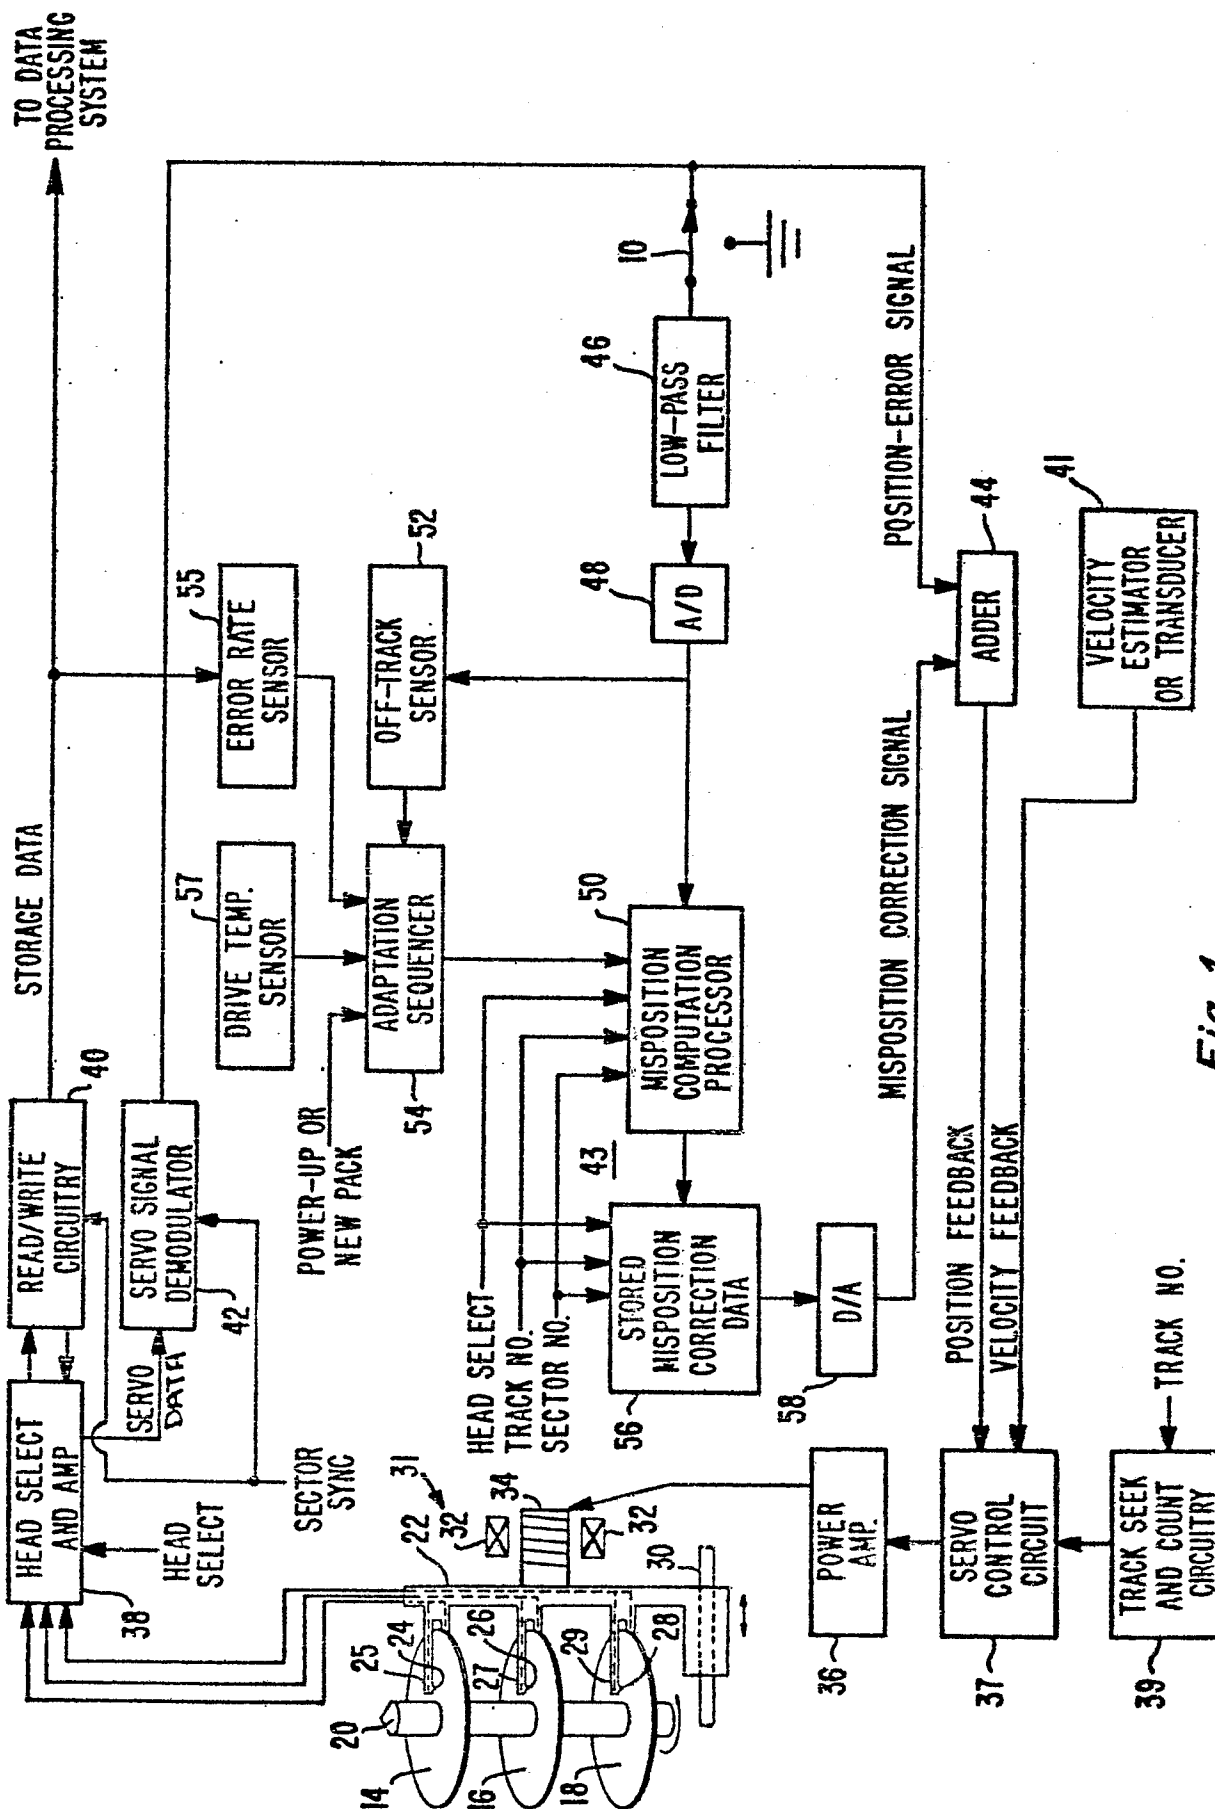 TO DATA
PROCESSING
SYSTEM
STORAGE DATA
40
READ/WRITE
CIRCUITRY
HEAD SELECT
AND AMP
38
HEAD
SELECT
SERVO
DATA
SERVO SIGNAL
DEMODULATOR
42
SECTOR
SYNC
55
ERROR RATE
SENSOR
57
DRIVE TEMP.
SENSOR
52
OFF-TRACK
SENSOR
POWER-UP OR
NEW PACK
ADAPTATION
SEQUENCER
54
10
46
LOW-PASS
FILTER
48
A/D
50
MISPOSITION
COMPUTATION
PROCESSOR
43
HEAD SELECT
TRACK NO.
SECTOR NO.
STORED
MISPOSITION
CORRECTION
DATA
56
D/A
58
MISPOSITION CORRECTION SIGNAL
POSITION-ERROR SIGNAL
44
ADDER
41
VELOCITY
ESTIMATOR
OR TRANSDUCER
POSITION FEEDBACK
VELOCITY FEEDBACK
20
25
24
22
32
31
34
27
26
32
29
28
30
14
16
18
POWER
AMP.
36
SERVO
CONTROL
CIRCUIT
37
TRACK NO.
TRACK SEEK
AND COUNT
CIRCUITRY
39
Fig. 1